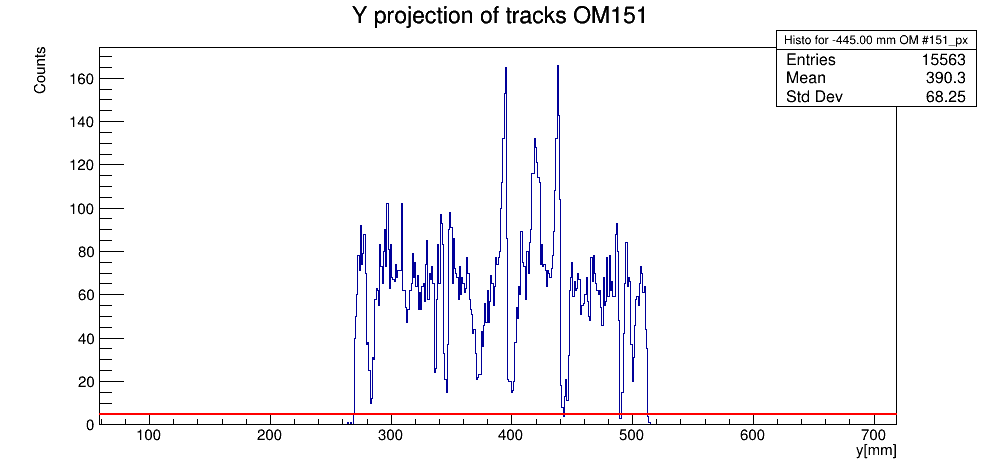 Y projection of tracks OM151
Histo for -445.00 mm OM #151_px
Entries 15563
Mean 390.3
Std Dev 68.25
Counts
160
140
120
100
80
60
40
20
0
100 200 300 400 500 600 700
y[mm]